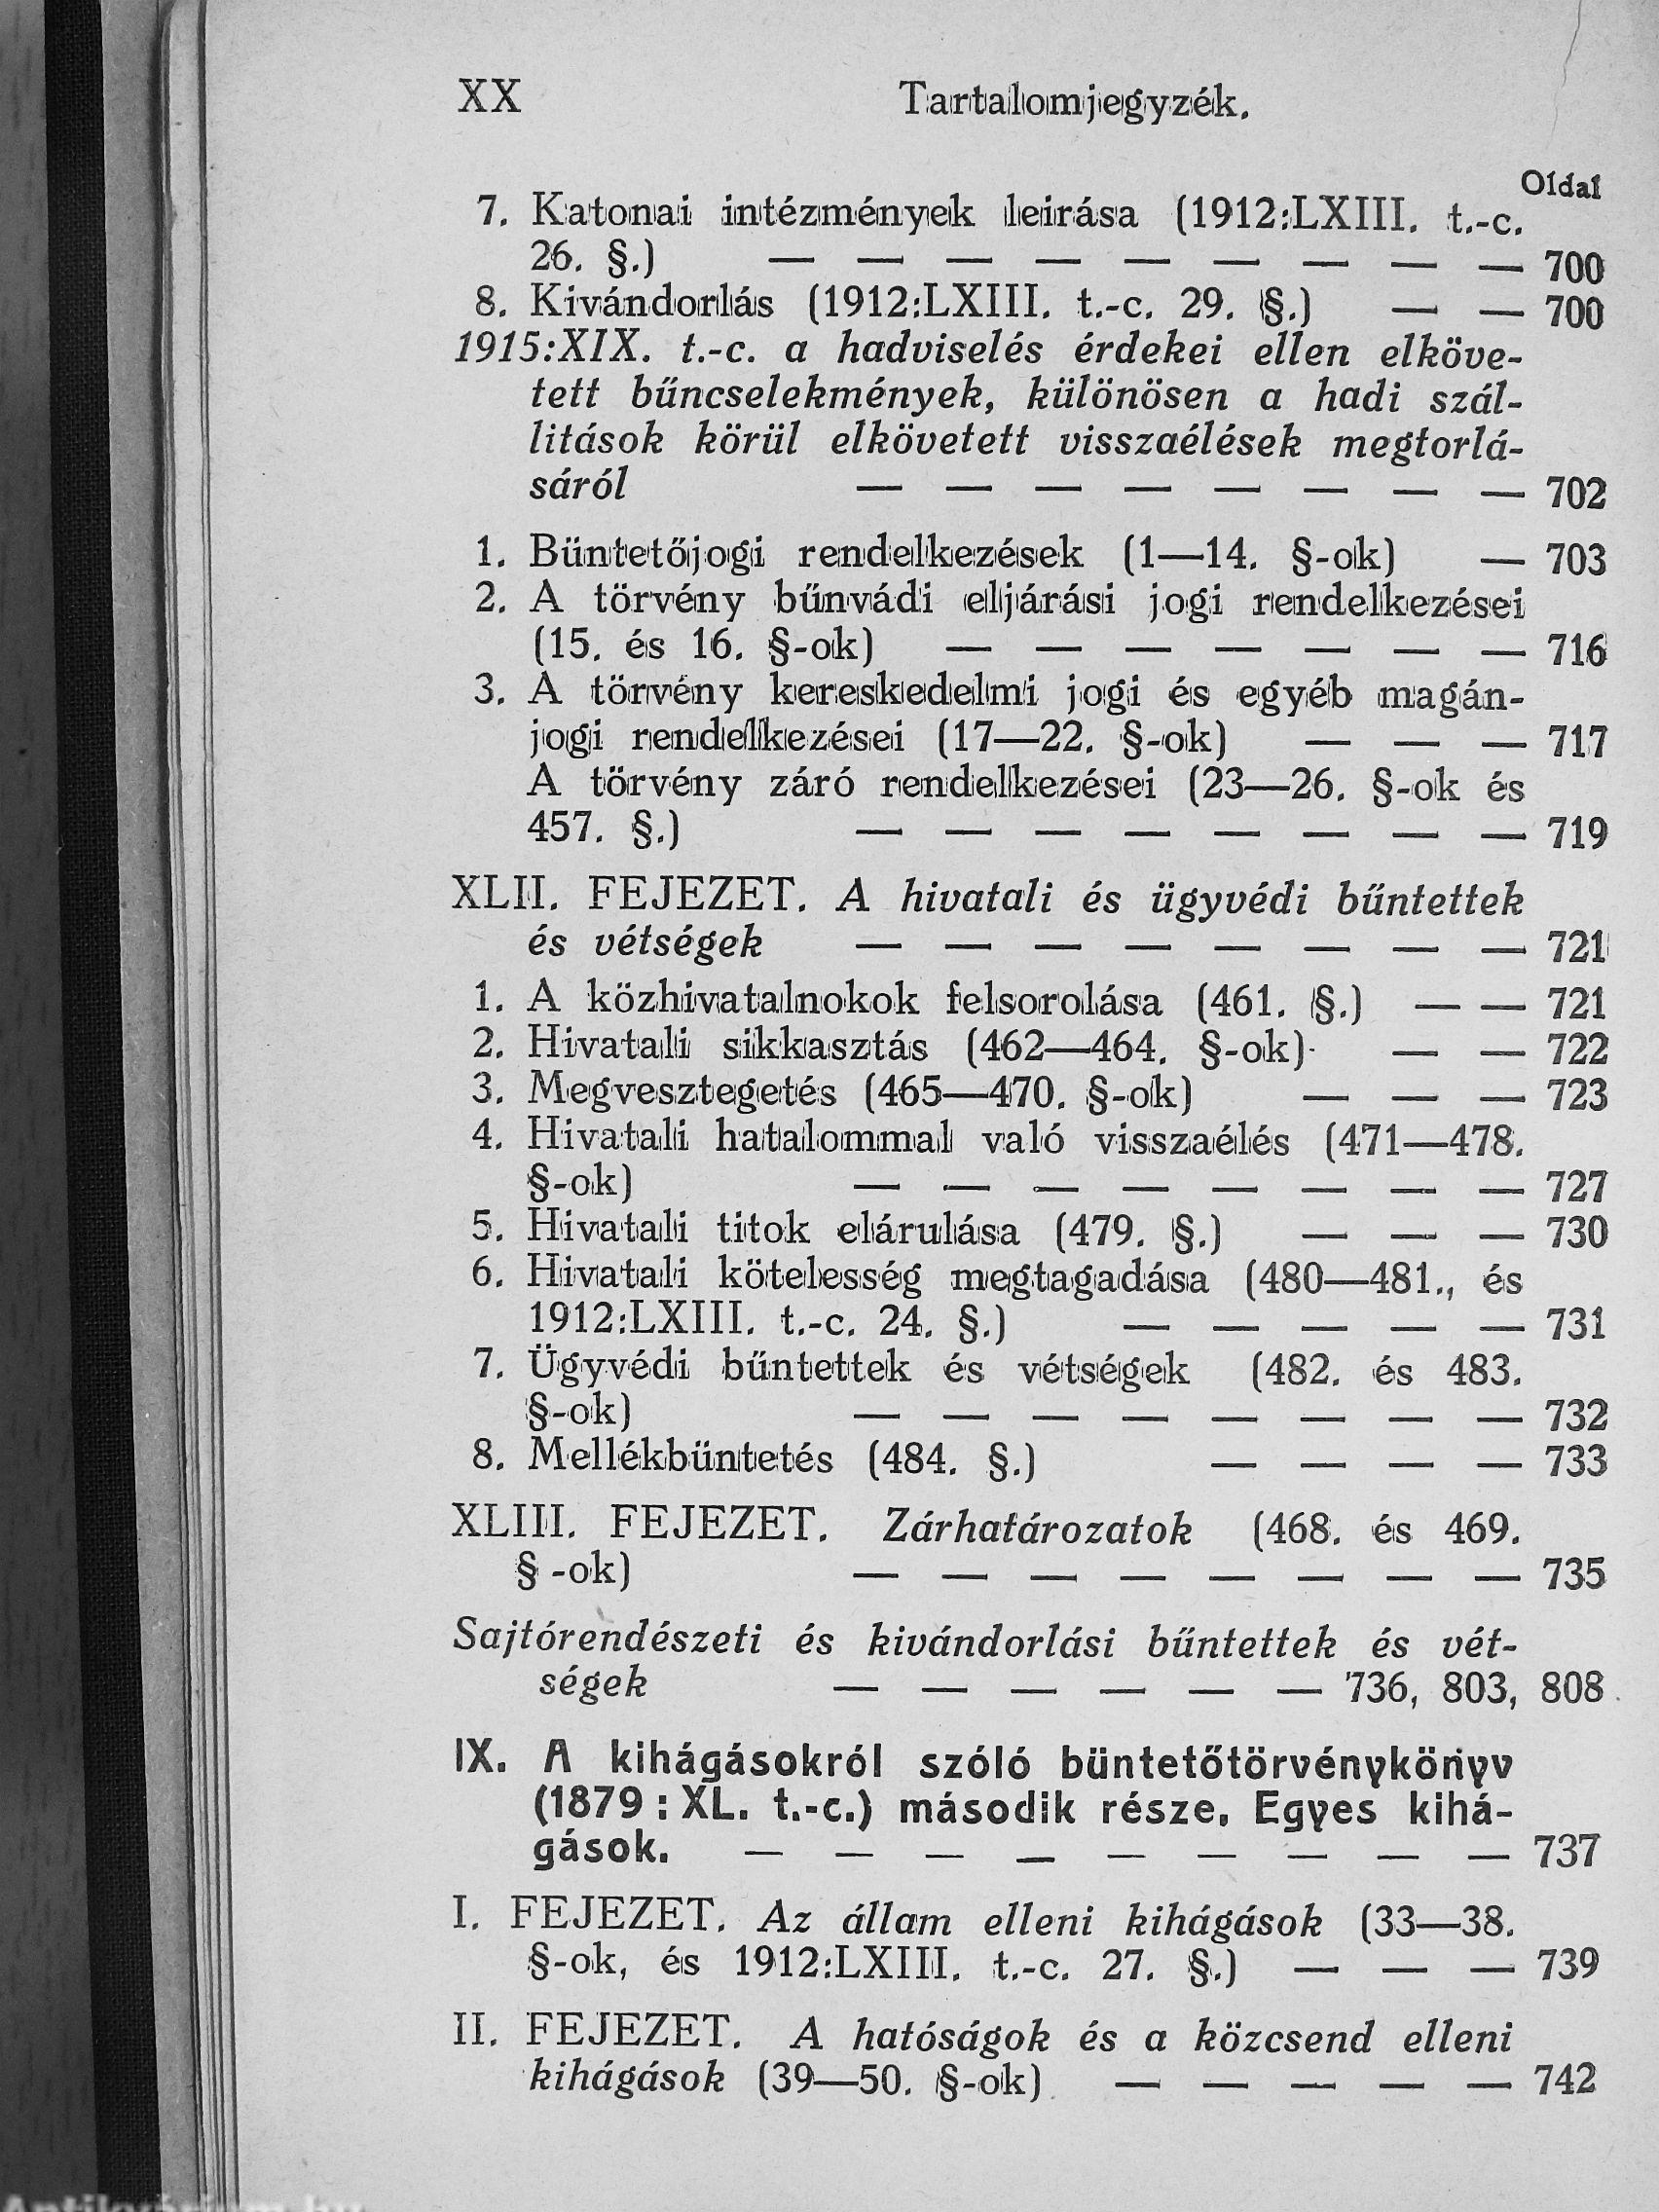 XX Tartalomjegyzék.
Oldal
7. Katonai intézmények leirása (1912:LXIII. t.-c.
26. §.) — — — — — — — — — 700
8. Kivándorlás (1912:LXIII. t.-c. 29. §.) — — 700
1915:XIX. t.-c. a hadviselés érdekei ellen elköve-
tett bűncselekmények, különösen a hadi szál-
litások körül elkövetett visszaélések megtorlá-
sáról — — — — — — — — 702
1. Büntetőjogi rendelkezések (1—14. §-ok) — 703
2. A törvény bűnvádi eljárási jogi rendelkezései
(15. és 16. §-ok) — — — — — — — 716
3. A törvény kereskedelmi jogi és egyéb magán-
jogi rendelkezései (17—22. §-ok) — — — 717
A törvény záró rendelkezései (23—26. §-ok és
457. §.) — — — — — — — — 719
XLII. FEJEZET. A hivatali és ügyvédi bűntettek
és vétségek — — — — — — — — 721
1. A közhivatalnokok felsorolása (461. §.) — — 721
2. Hivatali sikkasztás (462—464. §-ok) — — 722
3. Megvesztegetés (465—470. §-ok) — — — 723
4. Hivatali hatalommal való visszaélés (471—478.
§-ok) — — — — — — — — 727
5. Hivatali titok elárulása (479. §.) — — — 730
6. Hivatali kötelesség megtagadása (480—481., és
1912:LXIII. t.-c. 24. §.) — — — — — 731
7. Ügyvédi bűntettek és vétségek (482. és 483.
§-ok) — — — — — — — — 732
8. Mellékbüntetés (484. §.) — — — — 733
XLIII. FEJEZET. Zárhatározatok (468. és 469.
§ -ok) — — — — — — — — 735
Sajtórendészeti és kivándorlási bűntettek és vét-
ségek — — — — — — 736, 803, 808
IX. A kihágásokról szóló büntetőtörvénykönyv
(1879 : XL. t.-c.) második része. Egyes kihá-
gások. — — — — — — — — — 737
I. FEJEZET. Az állam elleni kihágások (33—38.
§-ok, és 1912:LXIII. t.-c. 27. §.) — — — 739
II. FEJEZET. A hatóságok és a közcsend elleni
kihágások (39—50. §-ok) — — — — — 742